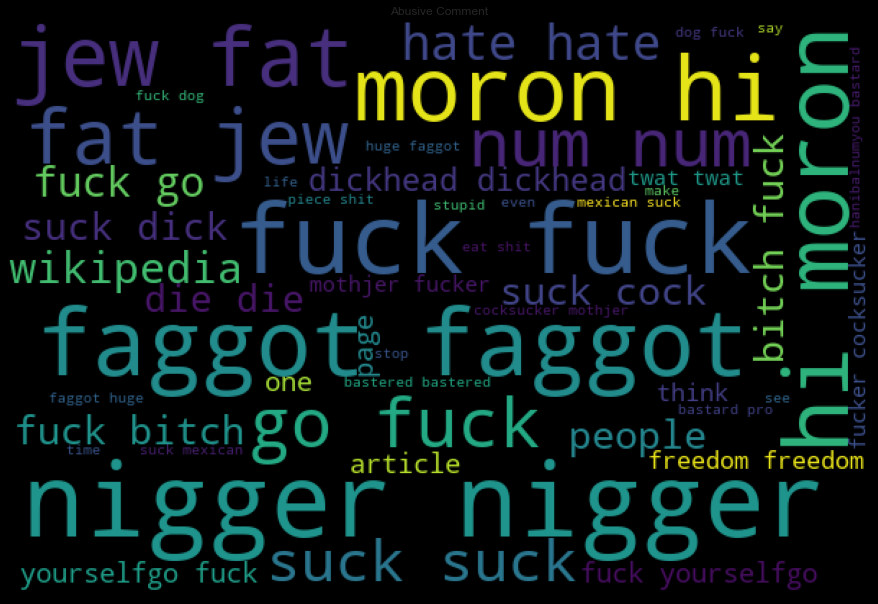 Abusive Comment
jew fat
hate hate
dog fuck
say
fuck dog
moron hi
hi moron
hanibalnumyou bastard
fat jew
huge faggot
num num
bitch fuck
fuck go
life
dickhead dickhead
twat twat
make
piece shit
stupid
even
mexican suck
suck dick
fuck fuck
eat shit
wikipedia
die die
mothjer fucker
suck cock
cocksucker mothjer
fucker cocksucker
faggot faggot
page
stop
one
bastered bastered
think
see
faggot huge
bastard pro
fuck bitch
go fuck
people
time
suck mexican
article
freedom freedom
nigger nigger
yourselfgo fuck
suck suck
fuck yourselfgo